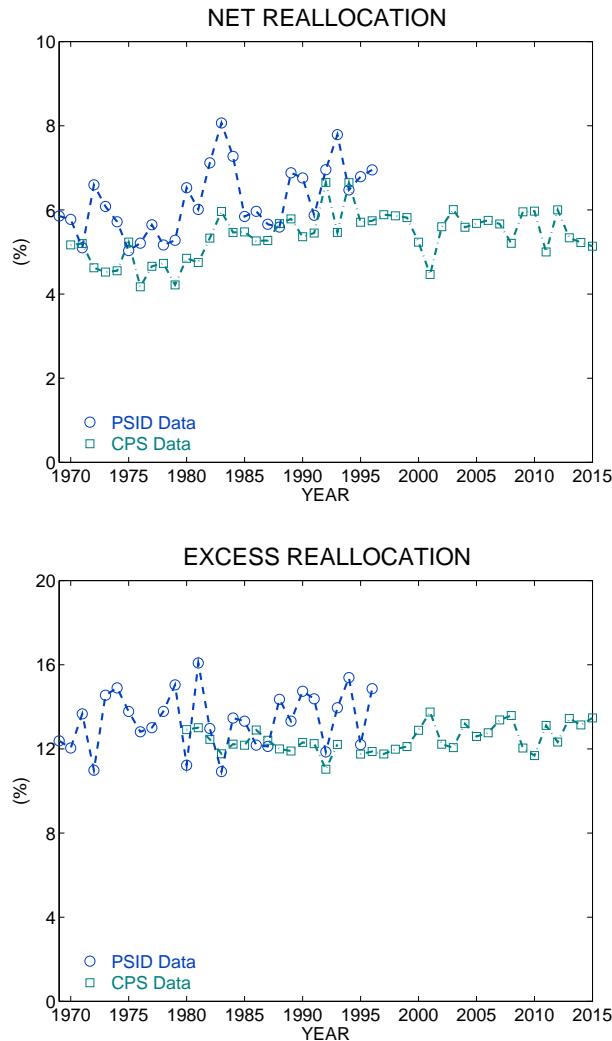 NET REALLOCATION
10
8
6
(%)
4
2
PSID Data
CPS Data
0
1970 1975 1980 1985 1990 1995 2000 2005 2010 2015
YEAR
EXCESS REALLOCATION
20
16
12
(%)
8
4
PSID Data
CPS Data
0
1970 1975 1980 1985 1990 1995 2000 2005 2010 2015
YEAR